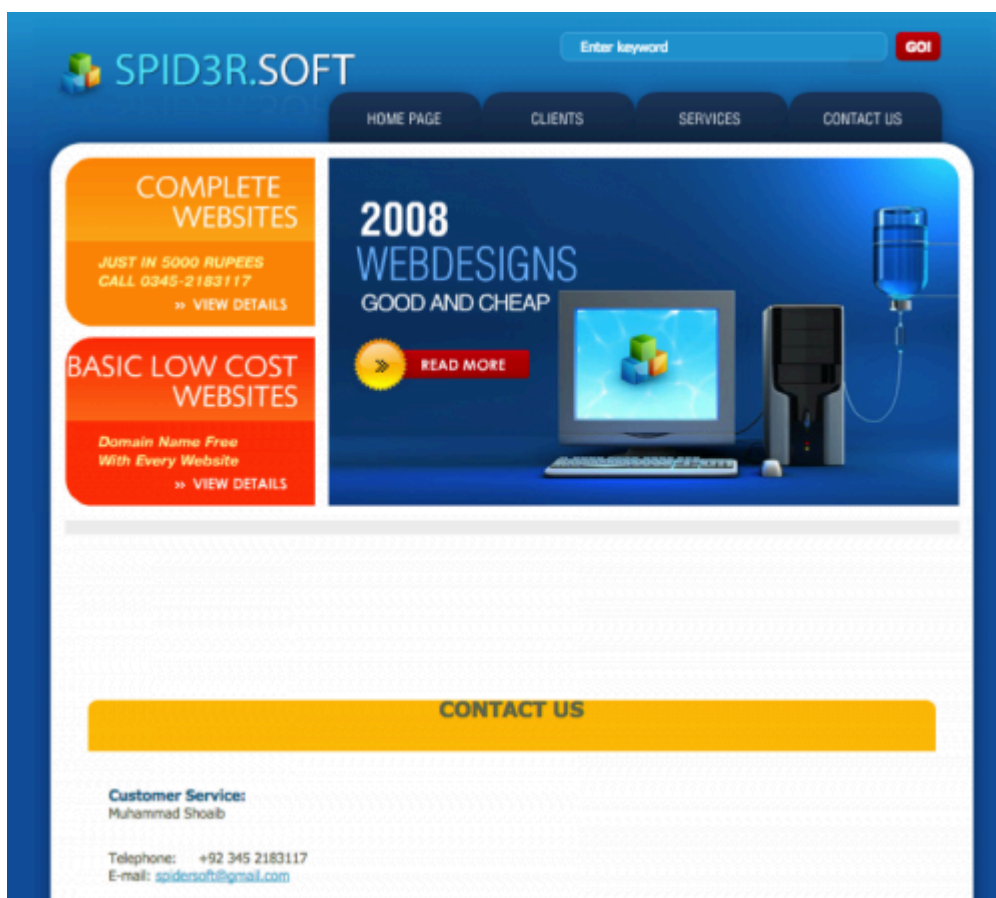 SPID3R.SOFT
Enter keyword
GO!
HOME PAGE
CLIENTS
SERVICES
CONTACT US
COMPLETE
WEBSITES
JUST IN 5000 RUPEES
CALL 0345-2183117
» VIEW DETAILS
BASIC LOW COST
WEBSITES
Domain Name Free
With Every Website
» VIEW DETAILS
2008
WEBDESIGNS
GOOD AND CHEAP
READ MORE
CONTACT US
Customer Service:
Muhammad Shoaib
Telephone: +92 345 2183117
E-mail: spidersoft@gmail.com